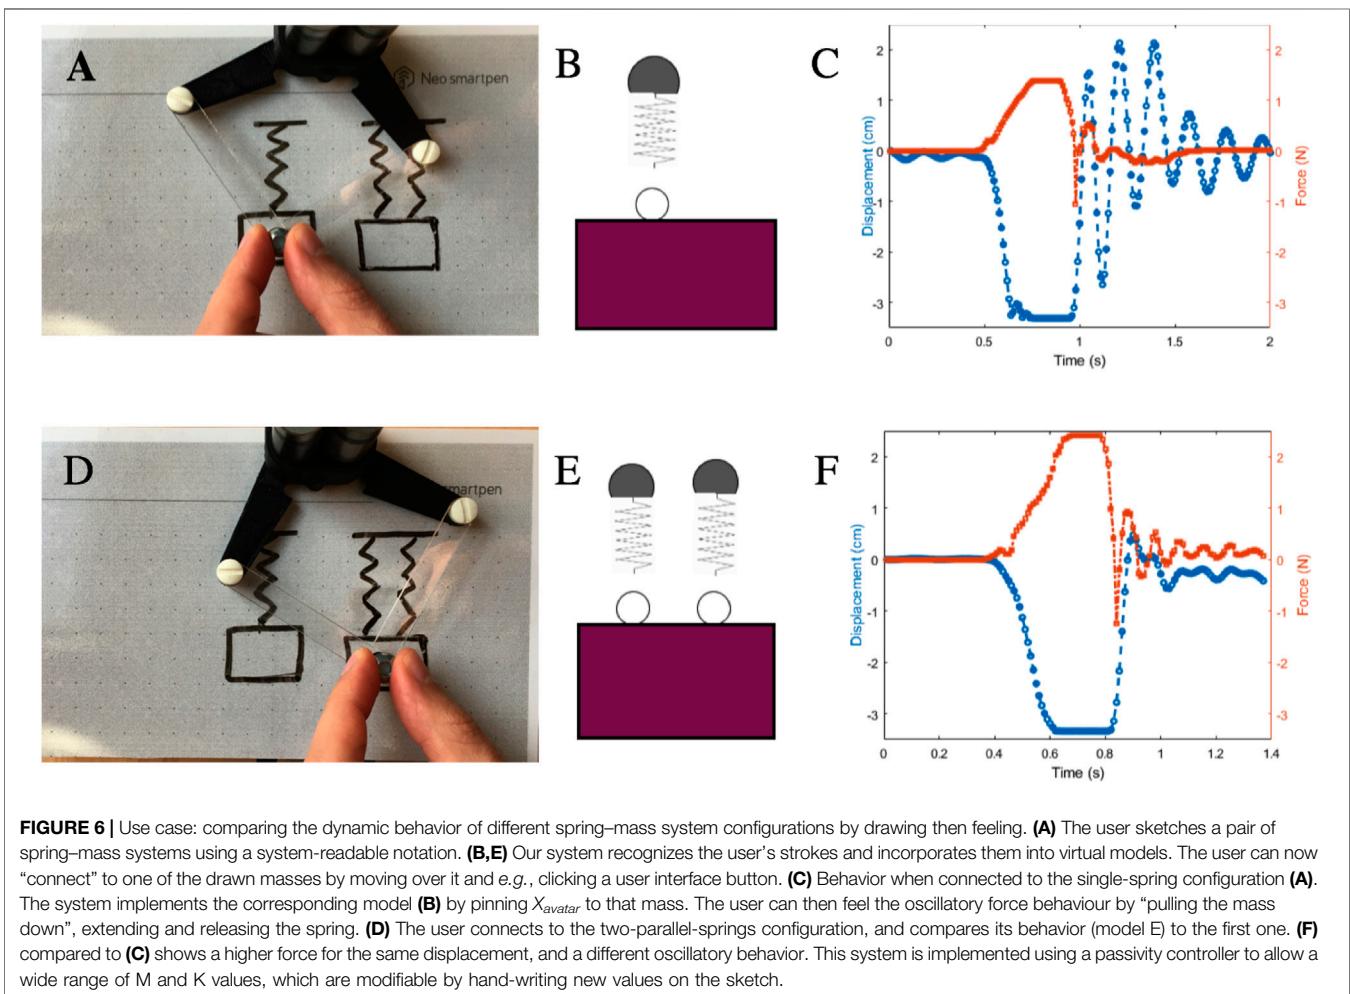 A
Neo smartpen
B
C
Displacement (cm)
2
1
0
-1
-2
-3
2
1
0
-1
-2
-3
Force (N)
0
0.5
1
1.5
2
Time (s)
D
smartpen
E
F
Displacement (cm)
2
1
0
-1
-2
-3
2
1
0
-1
-2
-3
Force (N)
0
0.2
0.4
0.6
0.8
1
1.2
1.4
Time (s)
FIGURE 6 | Use case: comparing the dynamic behavior of different spring–mass system configurations by drawing then feeling. (A) The user sketches a pair of
spring–mass systems using a system-readable notation. (B,E) Our system recognizes the user’s strokes and incorporates them into virtual models. The user can now
“connect” to one of the drawn masses by moving over it and e.g., clicking a user interface button. (C) Behavior when connected to the single-spring configuration (A).
The system implements the corresponding model (B) by pinning Xavatar to that mass. The user can then feel the oscillatory force behaviour by “pulling the mass
down”, extending and releasing the spring. (D) The user connects to the two-parallel-springs configuration, and compares its behavior (model E) to the first one. (F)
compared to (C) shows a higher force for the same displacement, and a different oscillatory behavior. This system is implemented using a passivity controller to allow a
wide range of M and K values, which are modifiable by hand-writing new values on the sketch.